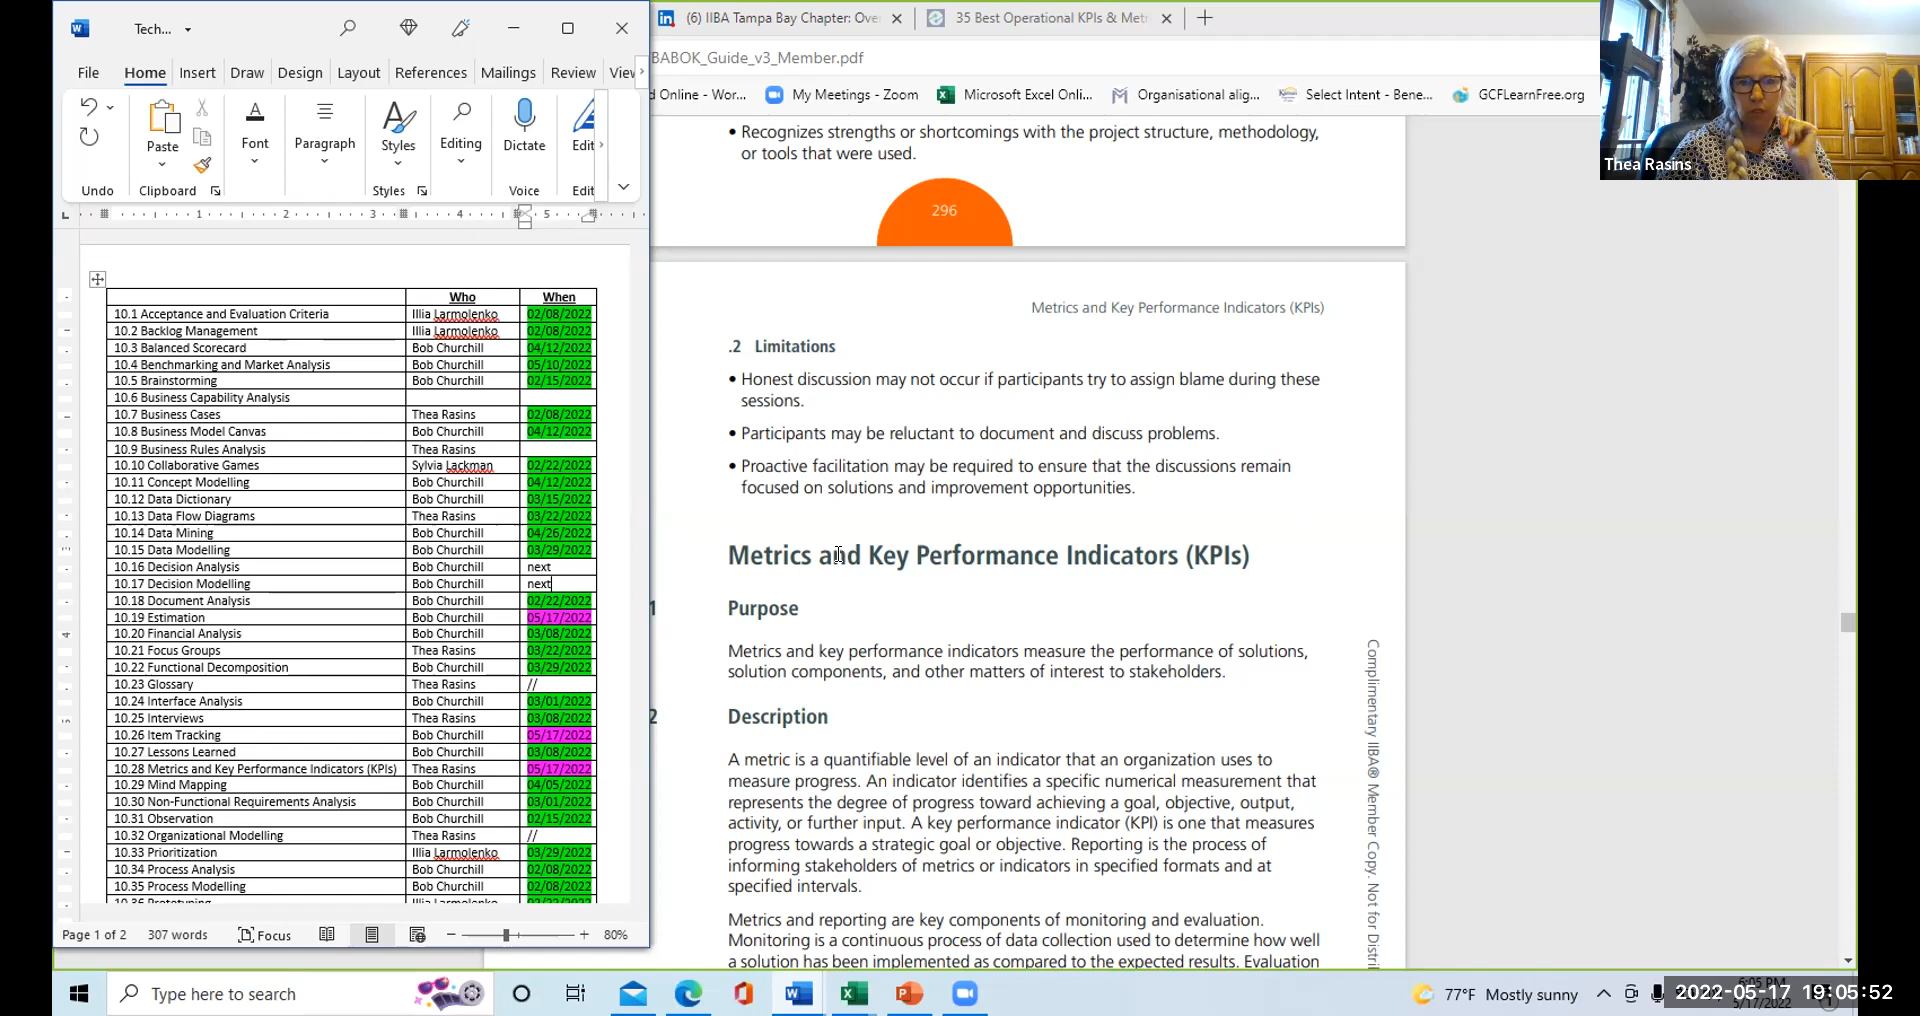 Tech...
File Home Insert Draw Design Layout References Mailings Review View
Paste
Font
Paragraph
Styles
Editing
Dictate
Edit
Undo Clipboard Styles Voice Edit
1 2 3 4 5
Who When
10.1 Acceptance and Evaluation Criteria Illia Larmolenko 02/08/2022
10.2 Backlog Management Illia Larmolenko 02/08/2022
10.3 Balanced Scorecard Bob Churchill 04/12/2022
10.4 Benchmarking and Market Analysis Bob Churchill 05/10/2022
10.5 Brainstorming Bob Churchill 02/15/2022
10.6 Business Capability Analysis
10.7 Business Cases Thea Rasins 02/08/2022
10.8 Business Model Canvas Bob Churchill 04/12/2022
10.9 Business Rules Analysis Thea Rasins
10.10 Collaborative Games Sylvia Lackman 02/22/2022
10.11 Concept Modelling Bob Churchill 04/12/2022
10.12 Data Dictionary Bob Churchill 03/15/2022
10.13 Data Flow Diagrams Thea Rasins 03/22/2022
10.14 Data Mining Bob Churchill 04/26/2022
10.15 Data Modelling Bob Churchill 03/29/2022
10.16 Decision Analysis Bob Churchill next
10.17 Decision Modelling Bob Churchill next
10.18 Document Analysis Bob Churchill 02/22/2022
10.19 Estimation Bob Churchill 05/17/2022
10.20 Financial Analysis Bob Churchill 03/08/2022
10.21 Focus Groups Thea Rasins 03/22/2022
10.22 Functional Decomposition Bob Churchill 03/29/2022
10.23 Glossary Thea Rasins //
10.24 Interface Analysis Bob Churchill 03/01/2022
10.25 Interviews Thea Rasins 03/08/2022
10.26 Item Tracking Bob Churchill 05/17/2022
10.27 Lessons Learned Bob Churchill 03/08/2022
10.28 Metrics and Key Performance Indicators (KPIs) Thea Rasins 05/17/2022
10.29 Mind Mapping Bob Churchill 04/05/2022
10.30 Non-Functional Requirements Analysis Bob Churchill 03/01/2022
10.31 Observation Bob Churchill 02/15/2022
10.32 Organizational Modelling Thea Rasins //
10.33 Prioritization Illia Larmolenko 03/29/2022
10.34 Process Analysis Bob Churchill 02/08/2022
10.35 Process Modelling Bob Churchill 02/08/2022
10.36 Prototyping Illia Larmolenko 02/22/2022
Page 1 of 2 307 words Focus 80%
(6) IIBA Tampa Bay Chapter: Ove 35 Best Operational KPIs & Met
BABOK_Guide_v3_Member.pdf
d Online - Wor... My Meetings - Zoom Microsoft Excel Onli... Organisational alig... Select Intent - Bene... GCFLearnFree.org
• Recognizes strengths or shortcomings with the project structure, methodology,
or tools that were used.
296
Metrics and Key Performance Indicators (KPIs)
.2 Limitations
• Honest discussion may not occur if participants try to assign blame during these
sessions.
• Participants may be reluctant to document and discuss problems.
• Proactive facilitation may be required to ensure that the discussions remain
focused on solutions and improvement opportunities.
Metrics and Key Performance Indicators (KPIs)
1 Purpose
Metrics and key performance indicators measure the performance of solutions,
solution components, and other matters of interest to stakeholders.
2 Description
A metric is a quantifiable level of an indicator that an organization uses to
measure progress. An indicator identifies a specific numerical measurement that
represents the degree of progress toward achieving a goal, objective, output,
activity, or further input. A key performance indicator (KPI) is one that measures
progress towards a strategic goal or objective. Reporting is the process of
informing stakeholders of metrics or indicators in specified formats and at
specified intervals.
Metrics and reporting are key components of monitoring and evaluation.
Monitoring is a continuous process of data collection used to determine how well
a solution has been implemented as compared to the expected results. Evaluation
Complimentary IIBA® Member Copy. Not for Distri
Thea Rasins
Type here to search
77°F Mostly sunny
6:05 PM
5/17/2022
2022-05-17 19:05:52